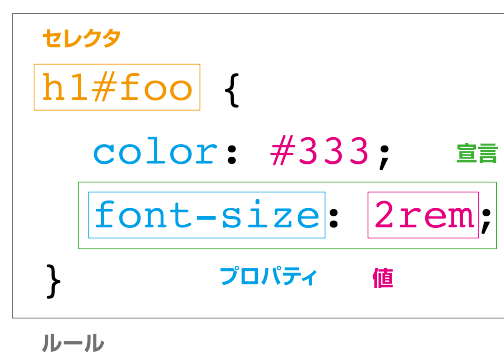 セレクタ
h1#foo {
color: #333;
宣言
font-size: 2rem;
}
プロパティ 値
ルール